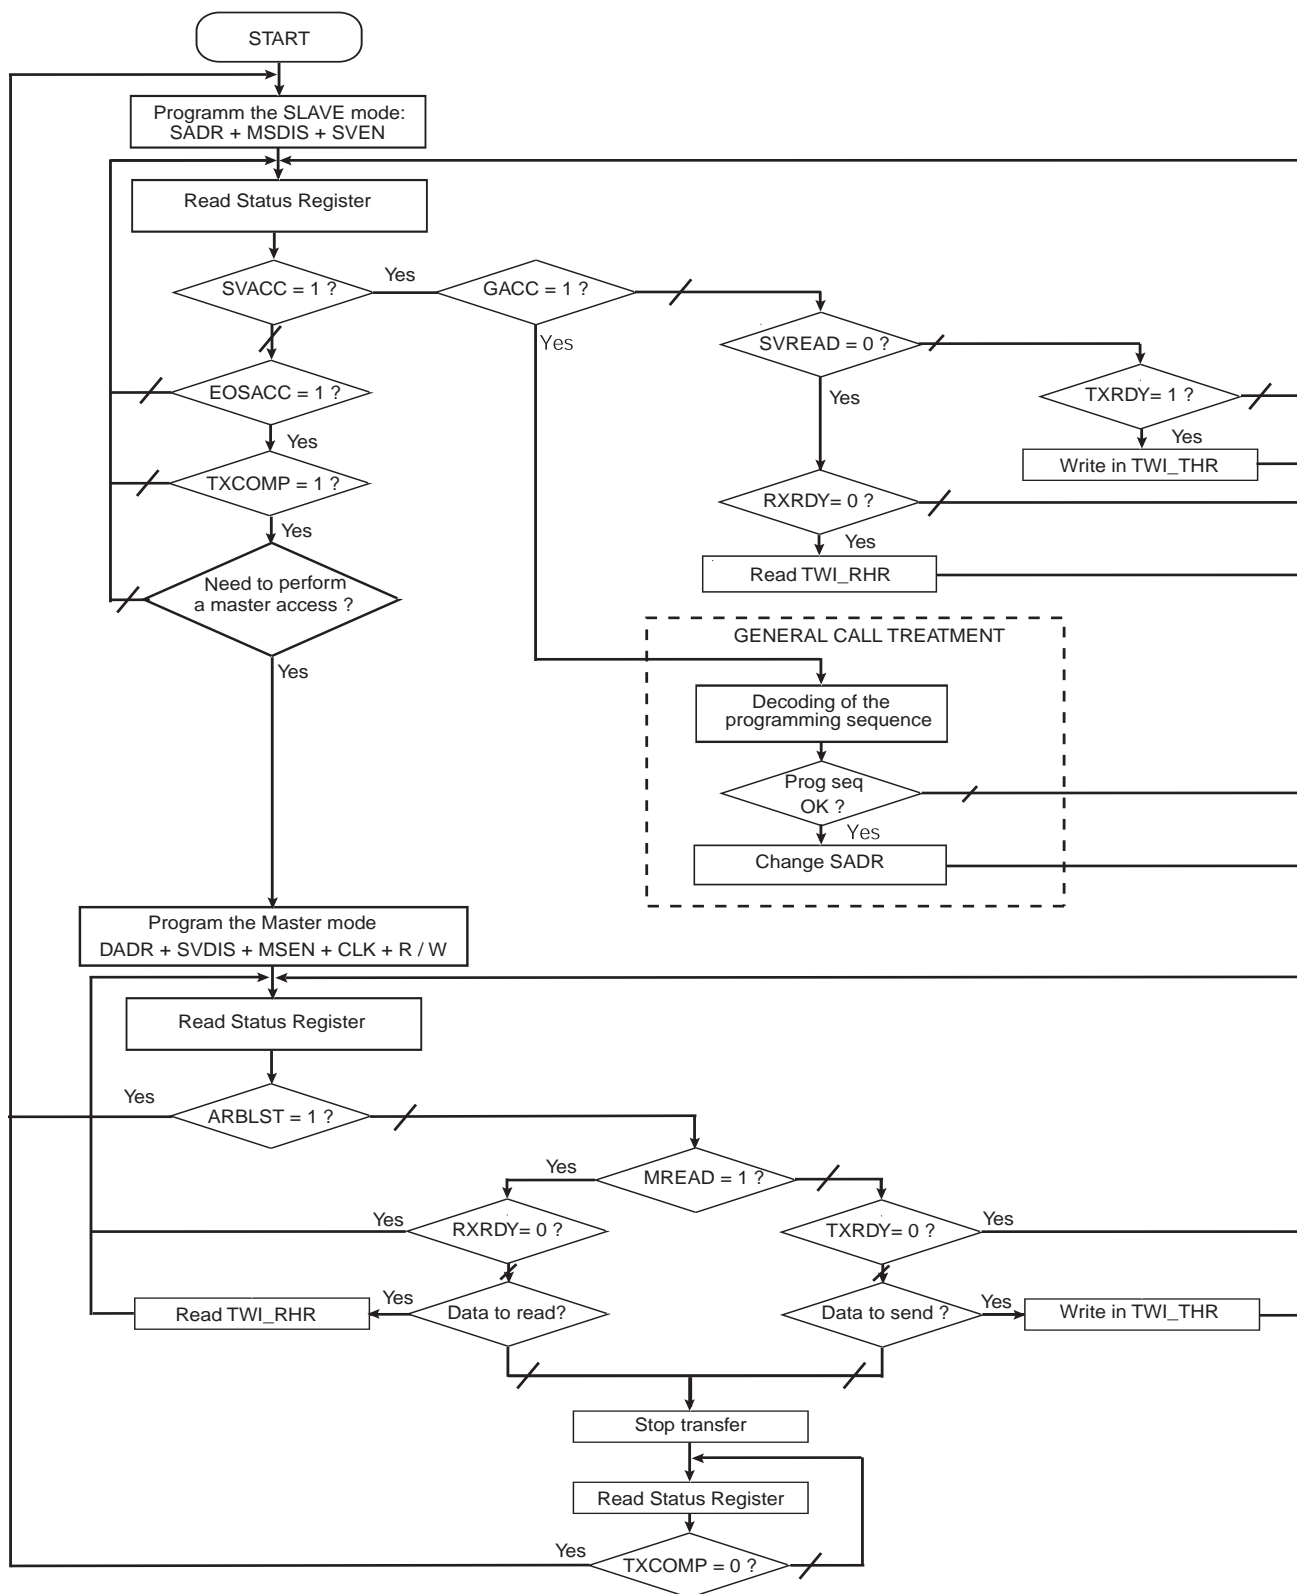 START
Programm the SLAVE mode:
SADR + MSDIS + SVEN
Read Status Register
SVACC = 1 ?
Yes
GACC = 1 ?
Yes
SVREAD = 0 ?
Yes
TXRDY= 1 ?
Yes
Write in TWI_THR
EOSACC = 1 ?
Yes
TXCOMP = 1 ?
Yes
RXRDY= 0 ?
Yes
Read TWI_RHR
Need to perform
a master access ?
Yes
GENERAL CALL TREATMENT
Decoding of the
programming sequence
Prog seq
OK ?
Yes
Change SADR
Program the Master mode
DADR + SVDIS + MSEN + CLK + R / W
Read Status Register
Yes
ARBLST = 1 ?
Yes
MREAD = 1 ?
Yes
RXRDY= 0 ?
TXRDY= 0 ?
Yes
Read TWI_RHR
Yes
Data to read?
Data to send ?
Yes
Write in TWI_THR
Stop transfer
Read Status Register
Yes
TXCOMP = 0 ?